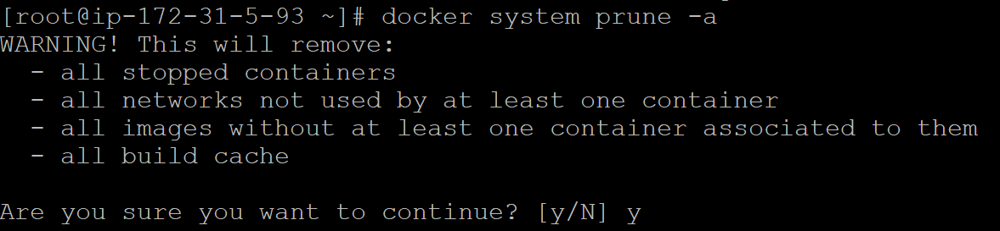 [root@ip-172-31-5-93 ~]# docker system prune -a
WARNING! This will remove:
  - all stopped containers
  - all networks not used by at least one container
  - all images without at least one container associated to them
  - all build cache

Are you sure you want to continue? [y/N] y